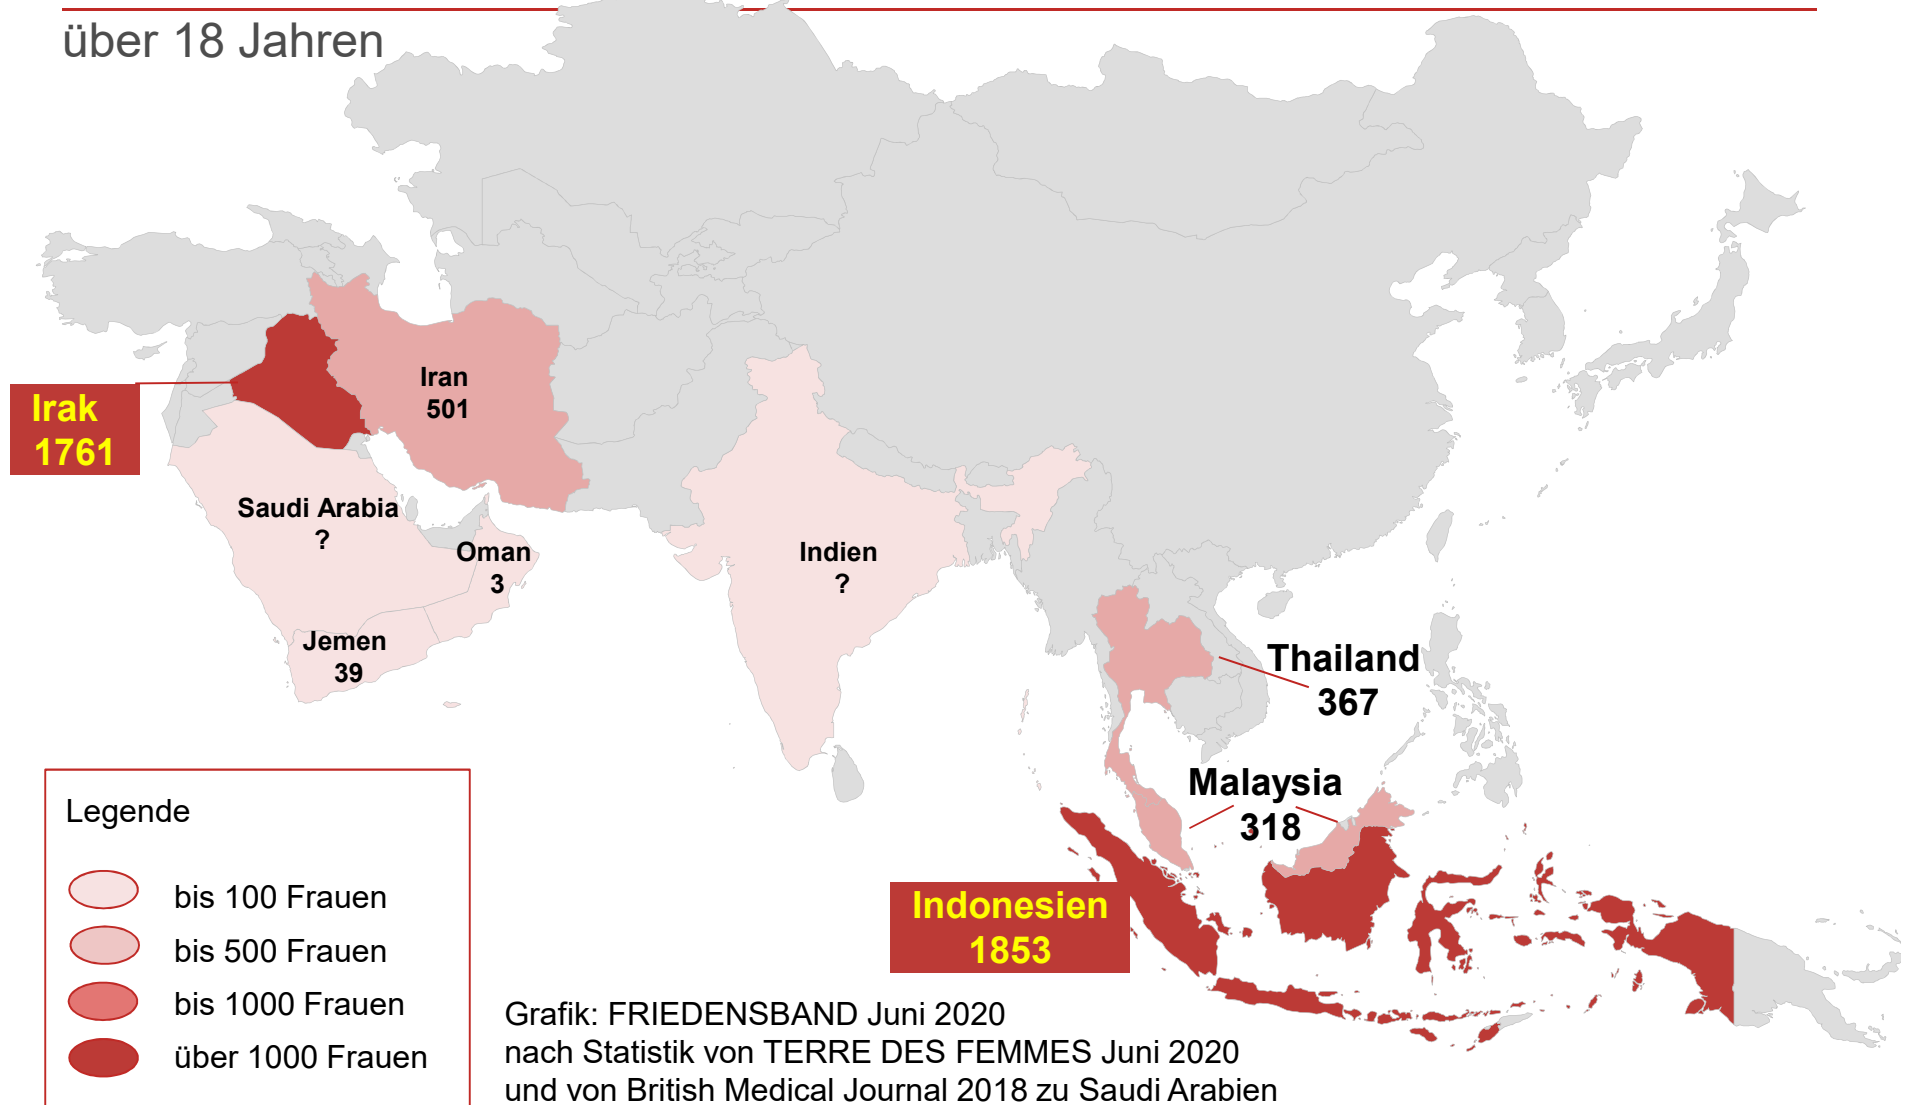 über 18 Jahren
Iran
501
Irak
1761
Saudi Arabia
?
Oman
3
Indien
?
Jemen
39
Thailand
367
Malaysia
318
Indonesien
1853
Legende
bis 100 Frauen
bis 500 Frauen
bis 1000 Frauen
über 1000 Frauen
Grafik: FRIEDENSBAND Juni 2020
nach Statistik von TERRE DES FEMMES Juni 2020
und von British Medical Journal 2018 zu Saudi Arabien